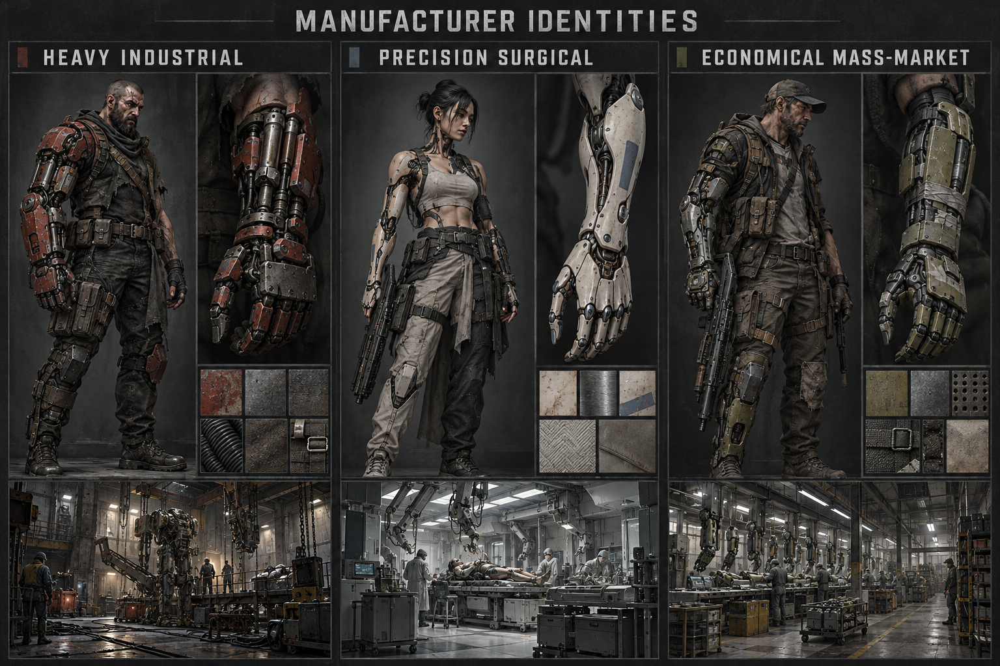 MANUFACTURER IDENTITIES
HEAVY INDUSTRIAL
PRECISION SURGICAL
ECONOMICAL MASS-MARKET